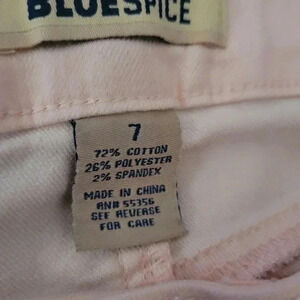 BLUESPICE
7
72% COTTON
26% POLYESTER
2% SPANDEX
MADE IN CHINA
RN# 55356
SEE REVERSE
FOR CARE